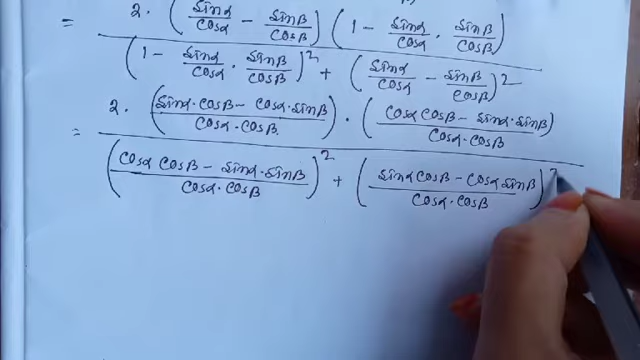 = 2 · (sinα/cosα − sinβ/cosβ) (1 − sinα/cosα · sinβ/cosβ) / (1 − sinα/cosα · sinβ/cosβ)² + (sinα/cosα − sinβ/cosβ)²
= 2 · (sinα·cosβ − cosα·sinβ / cosα·cosβ) · (cosα cosβ − sinα·sinβ / cosα·cosβ) / (cosα cosβ − sinα·sinβ / cosα·cosβ)² + (sinα cosβ − cosα sinβ / cosα·cosβ)²